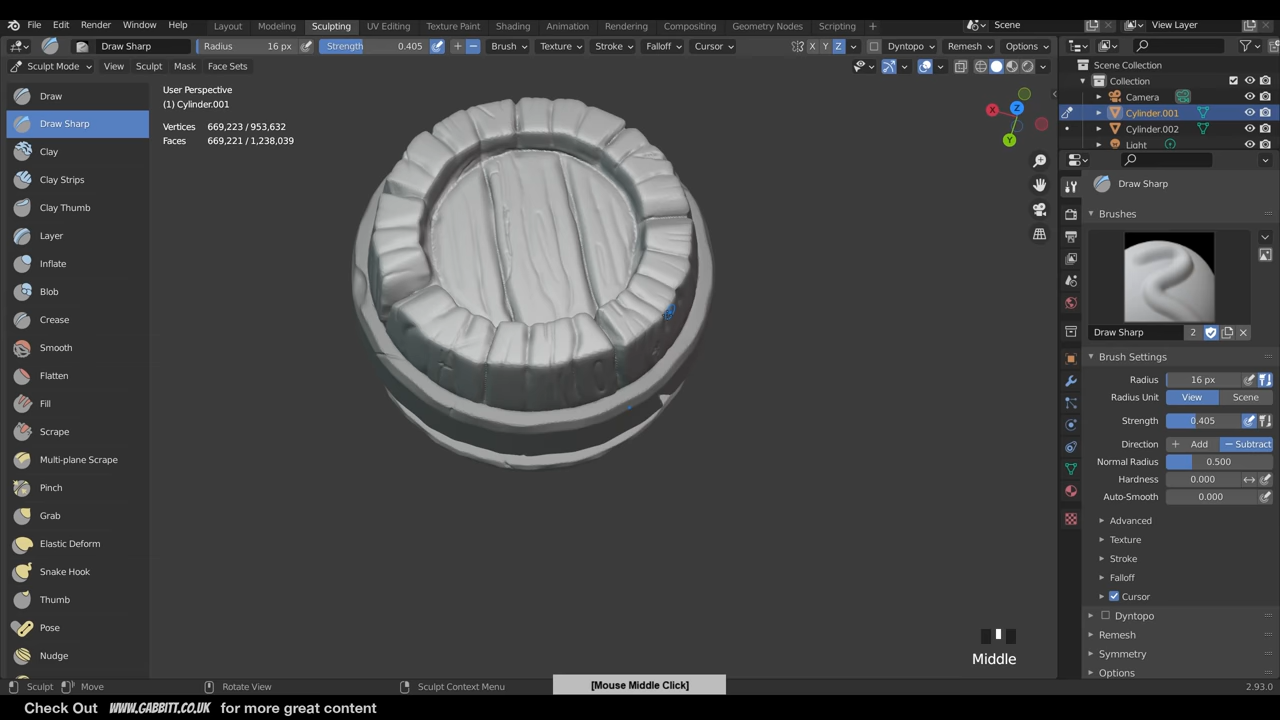 File Edit Render Window Help Layout Modeling Sculpting UV Editing Texture Paint Shading Animation Rendering Compositing Geometry Nodes Scripting + Scene View Layer
Draw Sharp Radius 16 px Strength 0.405 Brush Texture Stroke Falloff Cursor X Y Z Dyntopo Remesh Options
Sculpt Mode View Sculpt Mask Face Sets
Scene Collection
Collection
Camera
Cylinder.001
Cylinder.002
Light
User Perspective
(1) Cylinder.001
Vertices 669,223 / 953,632
Faces 669,221 / 1,238,039
X
Z
Y
Draw
Draw Sharp
Clay
Clay Strips
Clay Thumb
Layer
Inflate
Blob
Crease
Smooth
Flatten
Fill
Scrape
Multi-plane Scrape
Pinch
Grab
Elastic Deform
Snake Hook
Thumb
Pose
Nudge
Draw Sharp
Brushes
Draw Sharp 2
Brush Settings
Radius 16 px
Radius Unit View Scene
Strength 0.405
Direction + Add − Subtract
Normal Radius 0.500
Hardness 0.000
Auto-Smooth 0.000
Advanced
Texture
Stroke
Falloff
Cursor
Dyntopo
Remesh
Symmetry
Options
Middle
Sculpt Move Rotate View Sculpt Context Menu [Mouse Middle Click] 2.93.0
Check Out www.gabbitt.co.uk for more great content